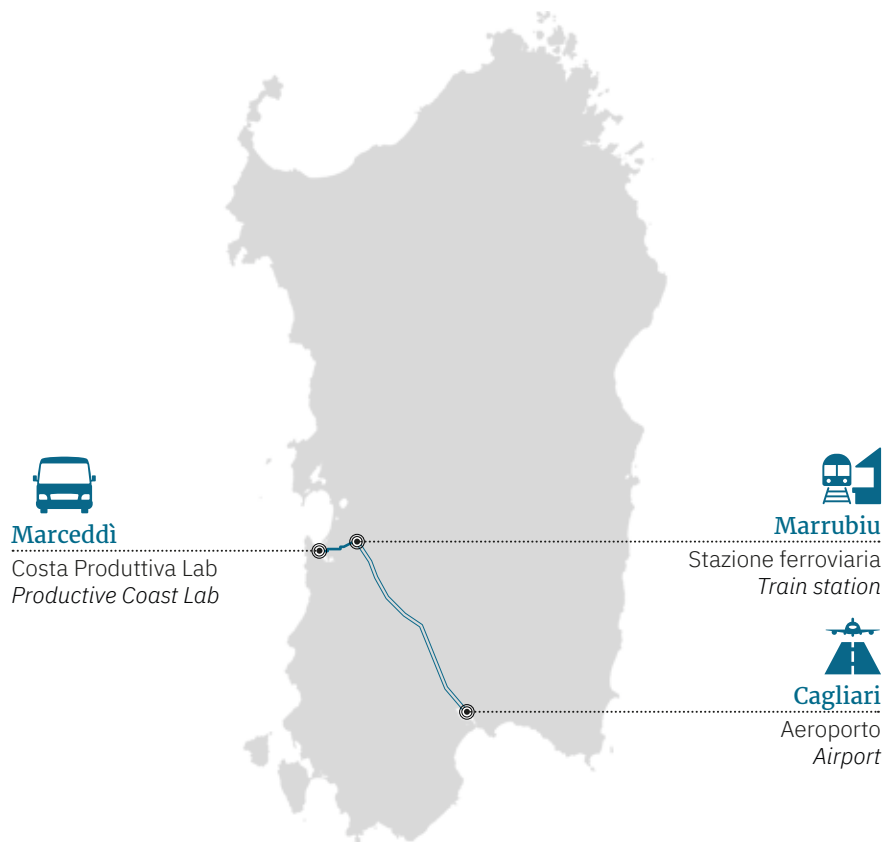 Marceddì
Costa Produttiva Lab
Productive Coast Lab
Marrubiu
Stazione ferroviaria
Train station
Cagliari
Aeroporto
Airport